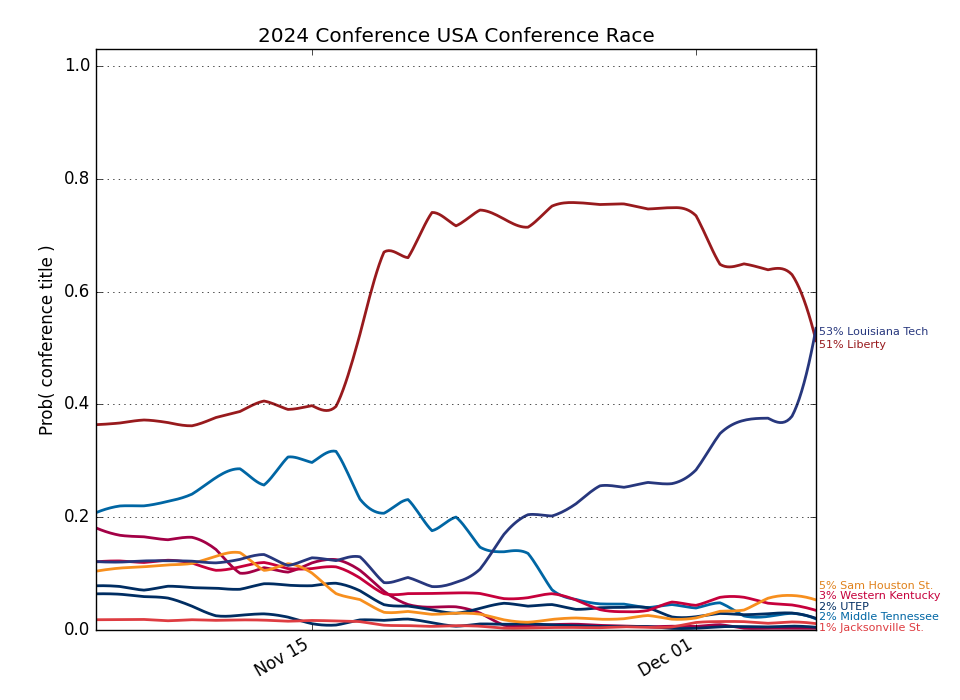 2024 Conference USA Conference Race
Prob( conference title )
1.0
0.8
0.6
0.4
0.2
0.0
Nov 15
Dec 01
53% Louisiana Tech
51% Liberty
5% Sam Houston St.
3% Western Kentucky
2% UTEP
2% Middle Tennessee
1% Jacksonville St.